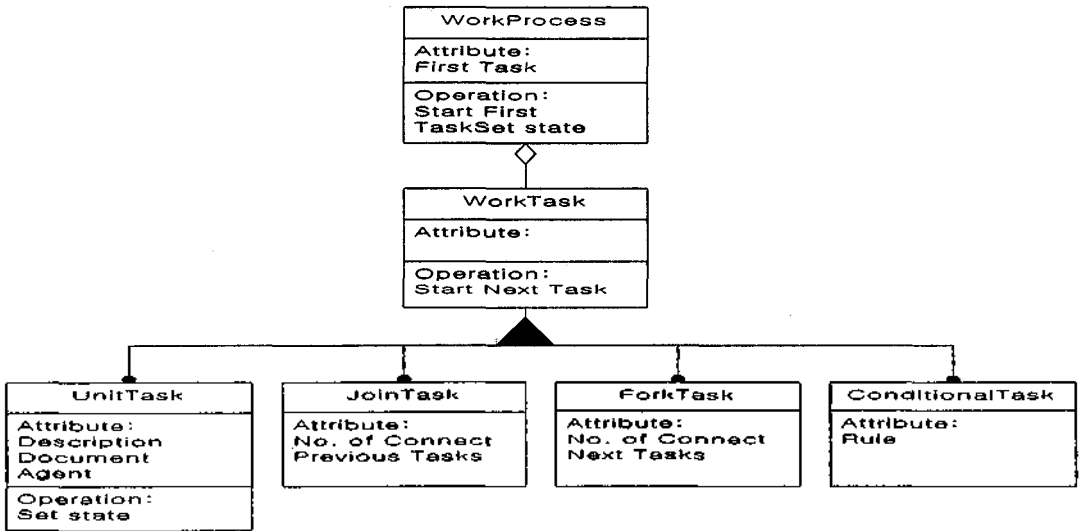 WorkProcess
Attribute:
First Task
Operation:
Start First
TaskSet state
WorkTask
Attribute:
Operation:
Start Next Task
UnitTask
Attribute:
Description
Document
Agent
Operation:
Set state
JoinTask
Attribute:
No. of Connect
Previous Tasks
ForkTask
Attribute:
No. of Connect
Next Tasks
ConditionalTask
Attribute:
Rule